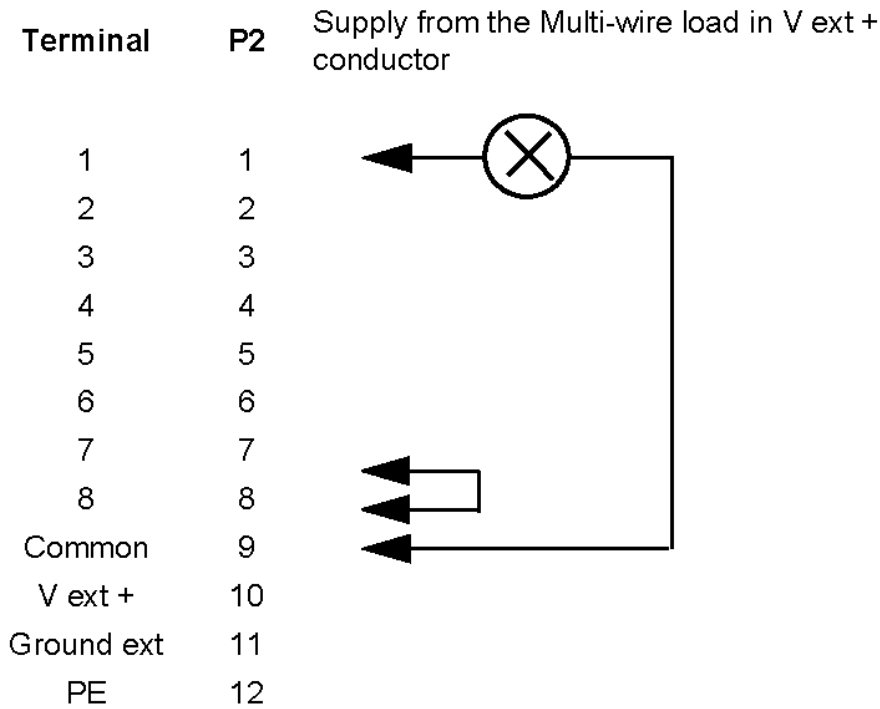 Terminal P2 Supply from the Multi-wire load in V ext +
conductor
1 1
2 2
3 3
4 4
5 5
6 6
7 7
8 8
Common 9
V ext + 10
Ground ext 11
PE 12